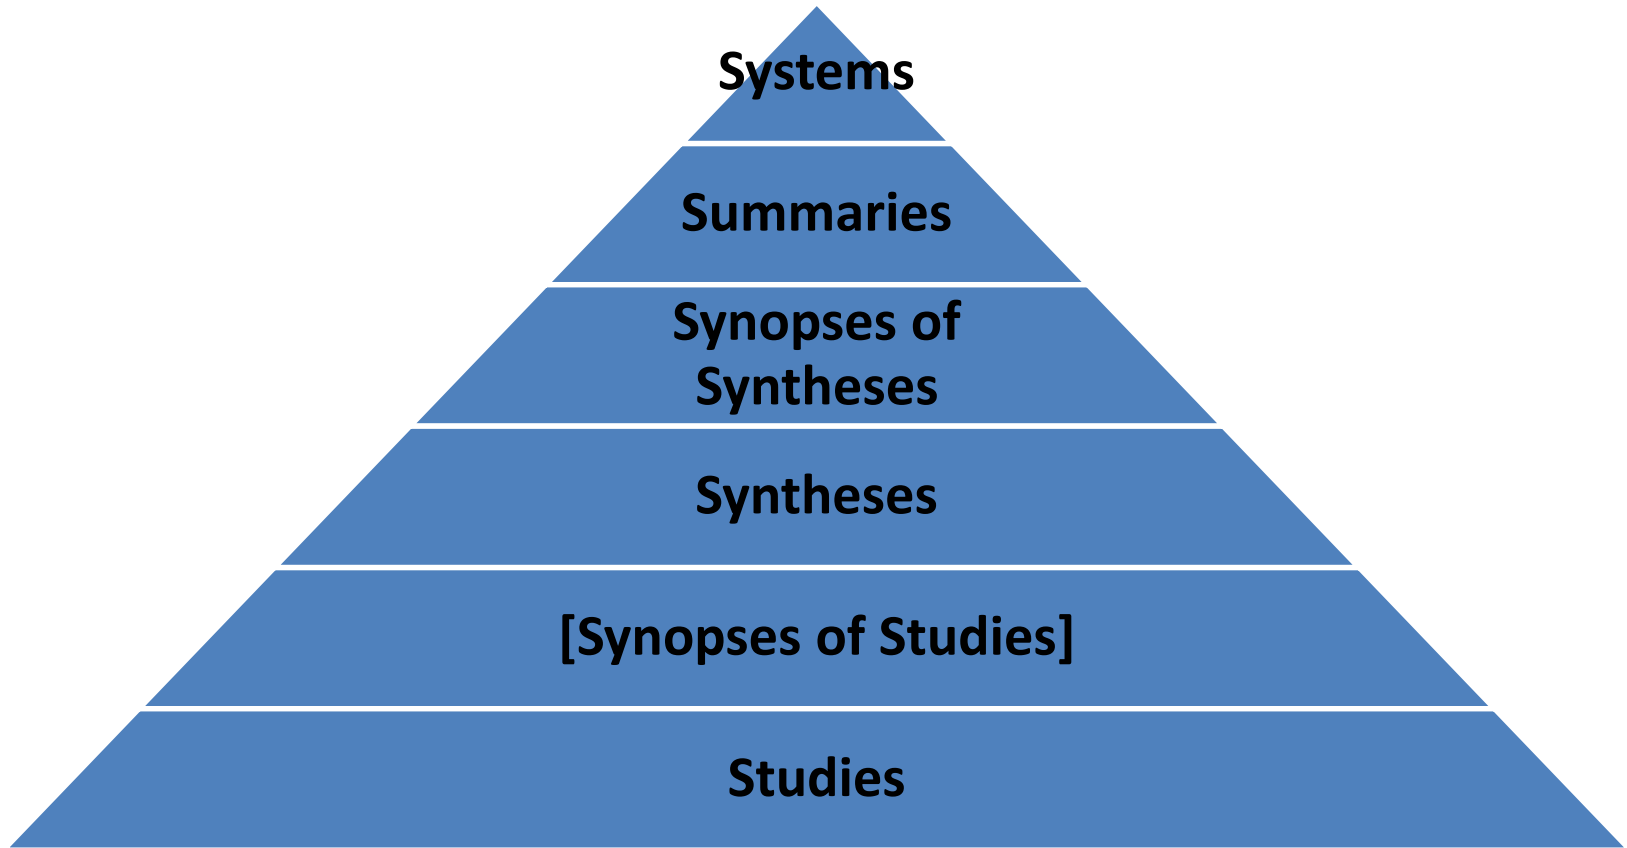 Systems
Summaries
Synopses of
Syntheses
Syntheses
[Synopses of Studies]
Studies